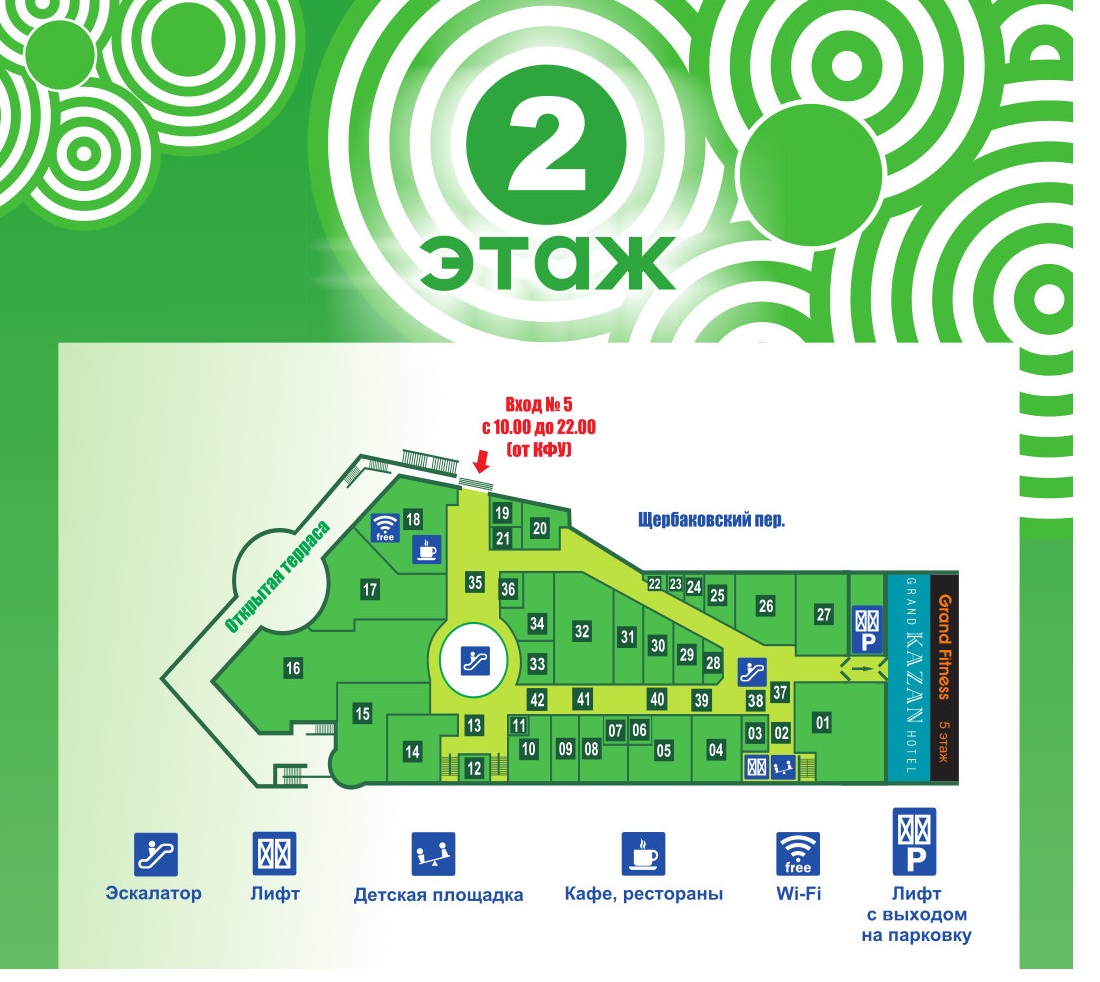 2
этаж
Вход № 5
с 10.00 до 22.00
(от КФУ)
Щербаковский пер.
Открытая терраса
free
18
19
20
21
17
35
36
22
23
24
25
26
27
P
34
32
31
30
29
28
33
16
15
14
13
12
42
41
40
39
38
37
11
10
09
08
07
06
05
04
03
02
01
GRAND KAZAN HOTEL
Grand Fitness 5 этаж
free
P
Эскалатор
Лифт
Детская площадка
Кафе, рестораны
Wi-Fi
Лифт
с выходом
на парковку